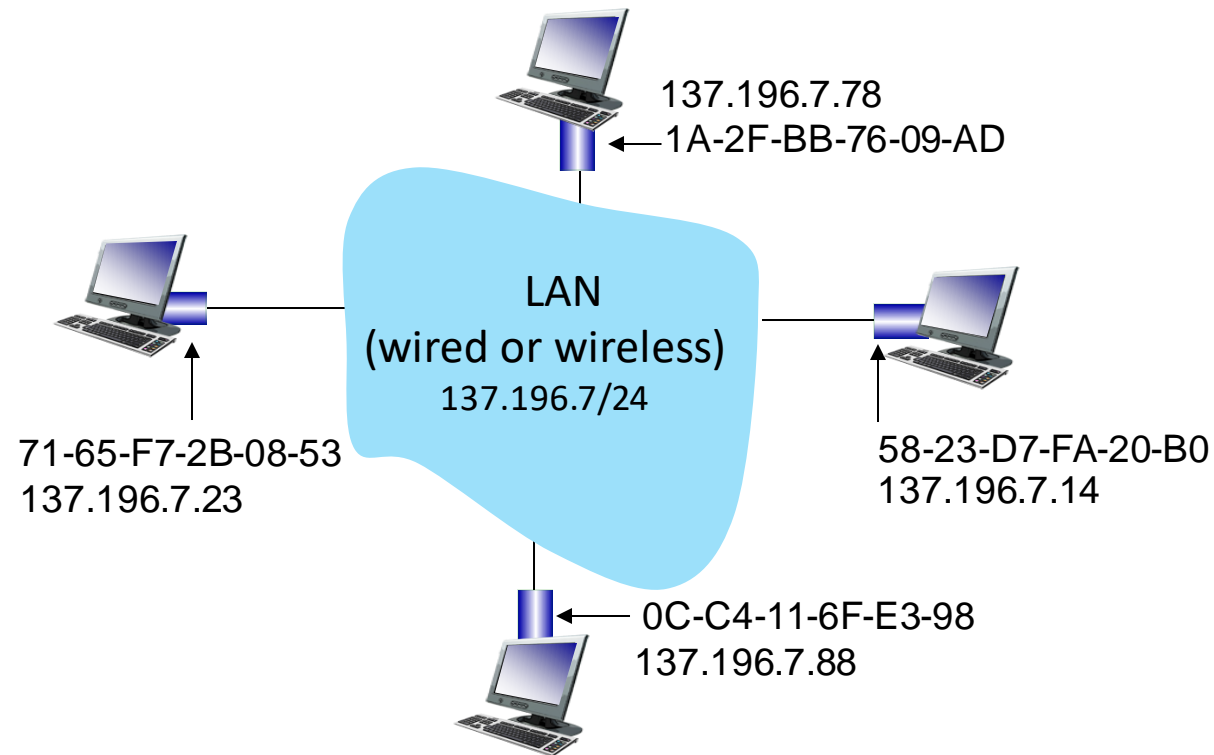 137.196.7.78
1A-2F-BB-76-09-AD
LAN
(wired or wireless)
137.196.7/24
71-65-F7-2B-08-53
137.196.7.23
58-23-D7-FA-20-B0
137.196.7.14
0C-C4-11-6F-E3-98
137.196.7.88